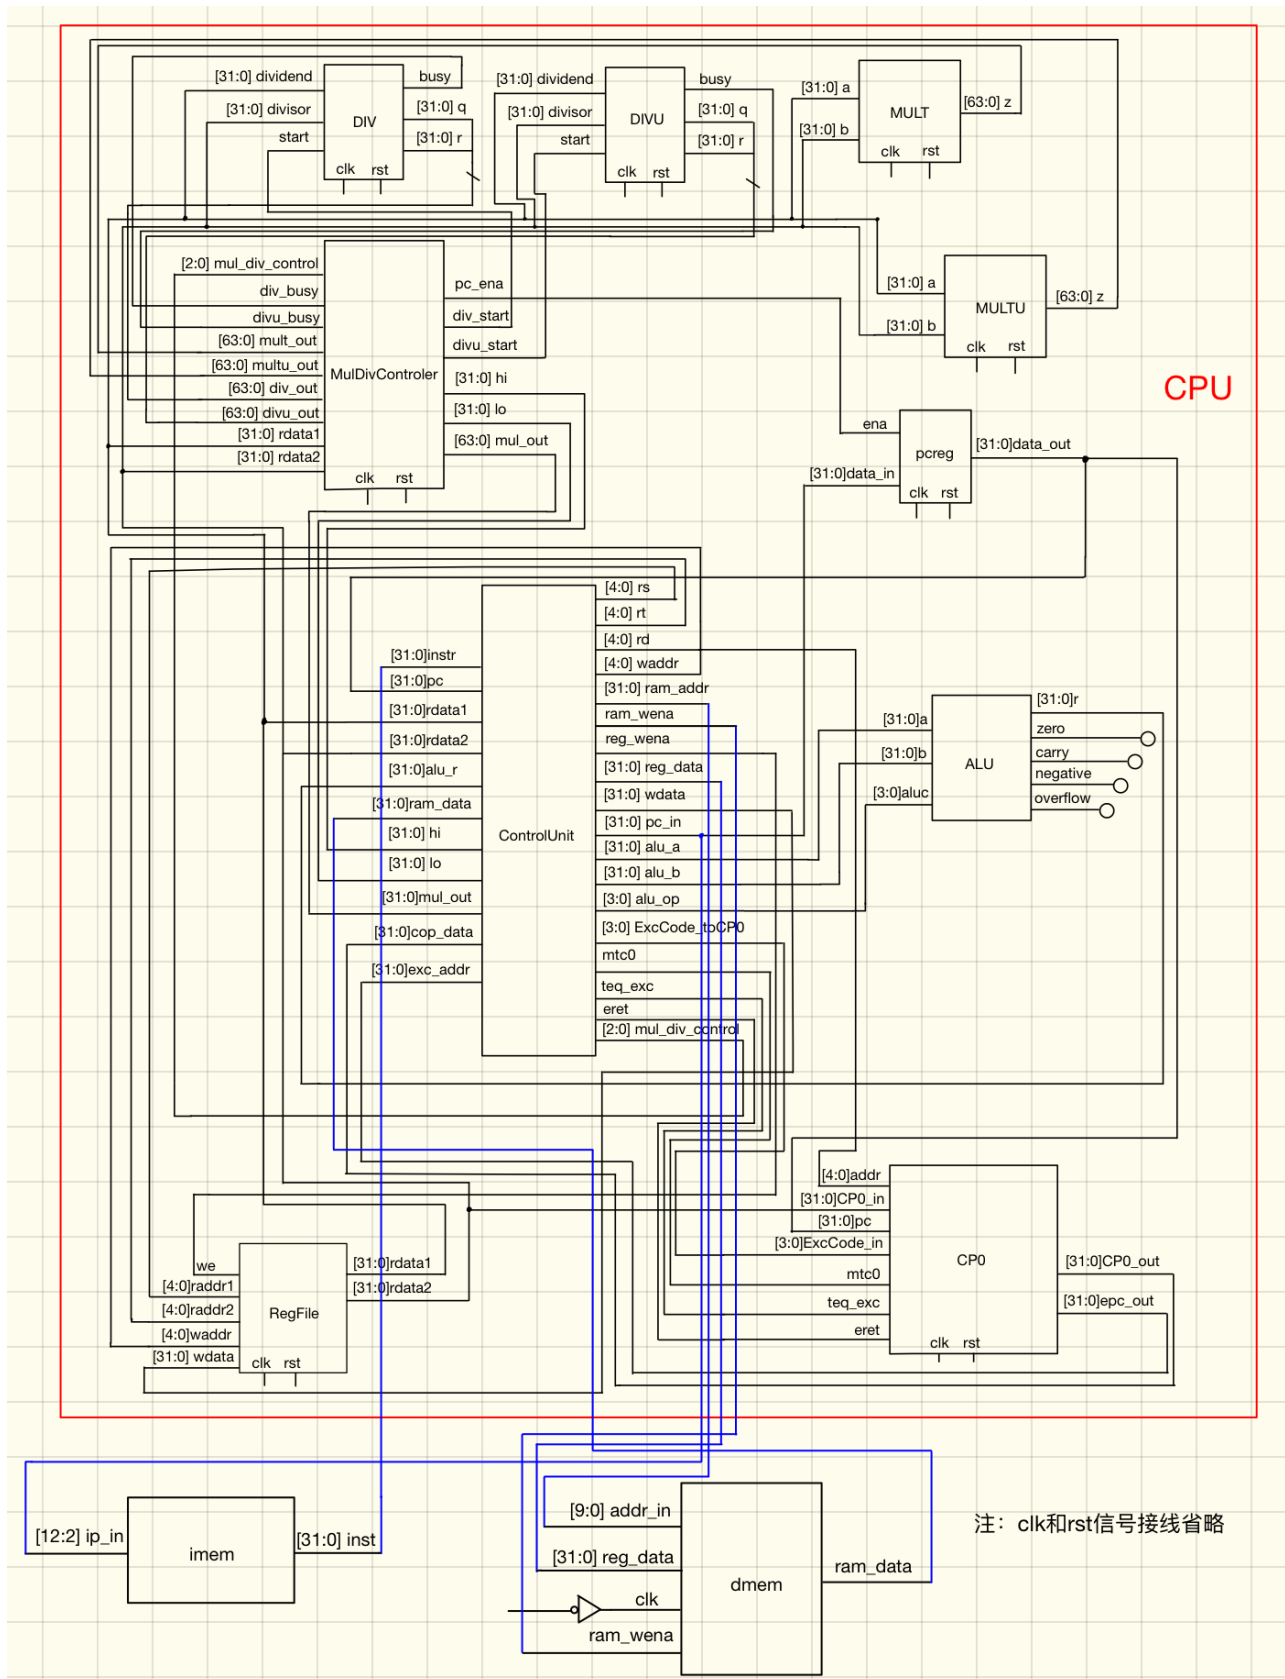 [31:0] dividend
[31:0] divisor
start
DIV
busy
[31:0] q
[31:0] r
clk rst
[31:0] dividend
[31:0] divisor
start
DIVU
busy
[31:0] q
[31:0] r
clk rst
[31:0] a
[31:0] b
MULT
[63:0] z
clk rst
[31:0] a
[31:0] b
MULTU
[63:0] z
clk rst
[2:0] mul_div_control
div_busy
divu_busy
[63:0] mult_out
[63:0] multu_out
[63:0] div_out
[63:0] divu_out
[31:0] rdata1
[31:0] rdata2
MulDivControler
pc_ena
div_start
divu_start
[31:0] hi
[31:0] lo
[63:0] mul_out
clk rst
CPU
ena
[31:0]data_in
pcreg
[31:0]data_out
clk rst
[31:0]instr
[31:0]pc
[31:0]rdata1
[31:0]rdata2
[31:0]alu_r
[31:0]ram_data
[31:0] hi
[31:0] lo
[31:0]mul_out
[31:0]cop_data
[31:0]exc_addr
ControlUnit
[4:0] rs
[4:0] rt
[4:0] rd
[4:0] waddr
[31:0] ram_addr
ram_wena
reg_wena
[31:0] reg_data
[31:0] wdata
[31:0] pc_in
[31:0] alu_a
[31:0] alu_b
[3:0] alu_op
[3:0] ExcCode_toCP0
mtc0
teq_exc
eret
[2:0] mul_div_control
[31:0]a
[31:0]b
[3:0]aluc
ALU
[31:0]r
zero
carry
negative
overflow
we
[4:0]raddr1
[4:0]raddr2
[4:0]waddr
[31:0] wdata
RegFile
[31:0]rdata1
[31:0]rdata2
clk rst
[4:0]addr
[31:0]CP0_in
[31:0]pc
[3:0]ExcCode_in
mtc0
teq_exc
eret
CP0
[31:0]CP0_out
[31:0]epc_out
clk rst
[12:2] ip_in
imem
[31:0] inst
[9:0] addr_in
[31:0] reg_data
clk
ram_wena
dmem
ram_data
注：clk和rst信号接线省略